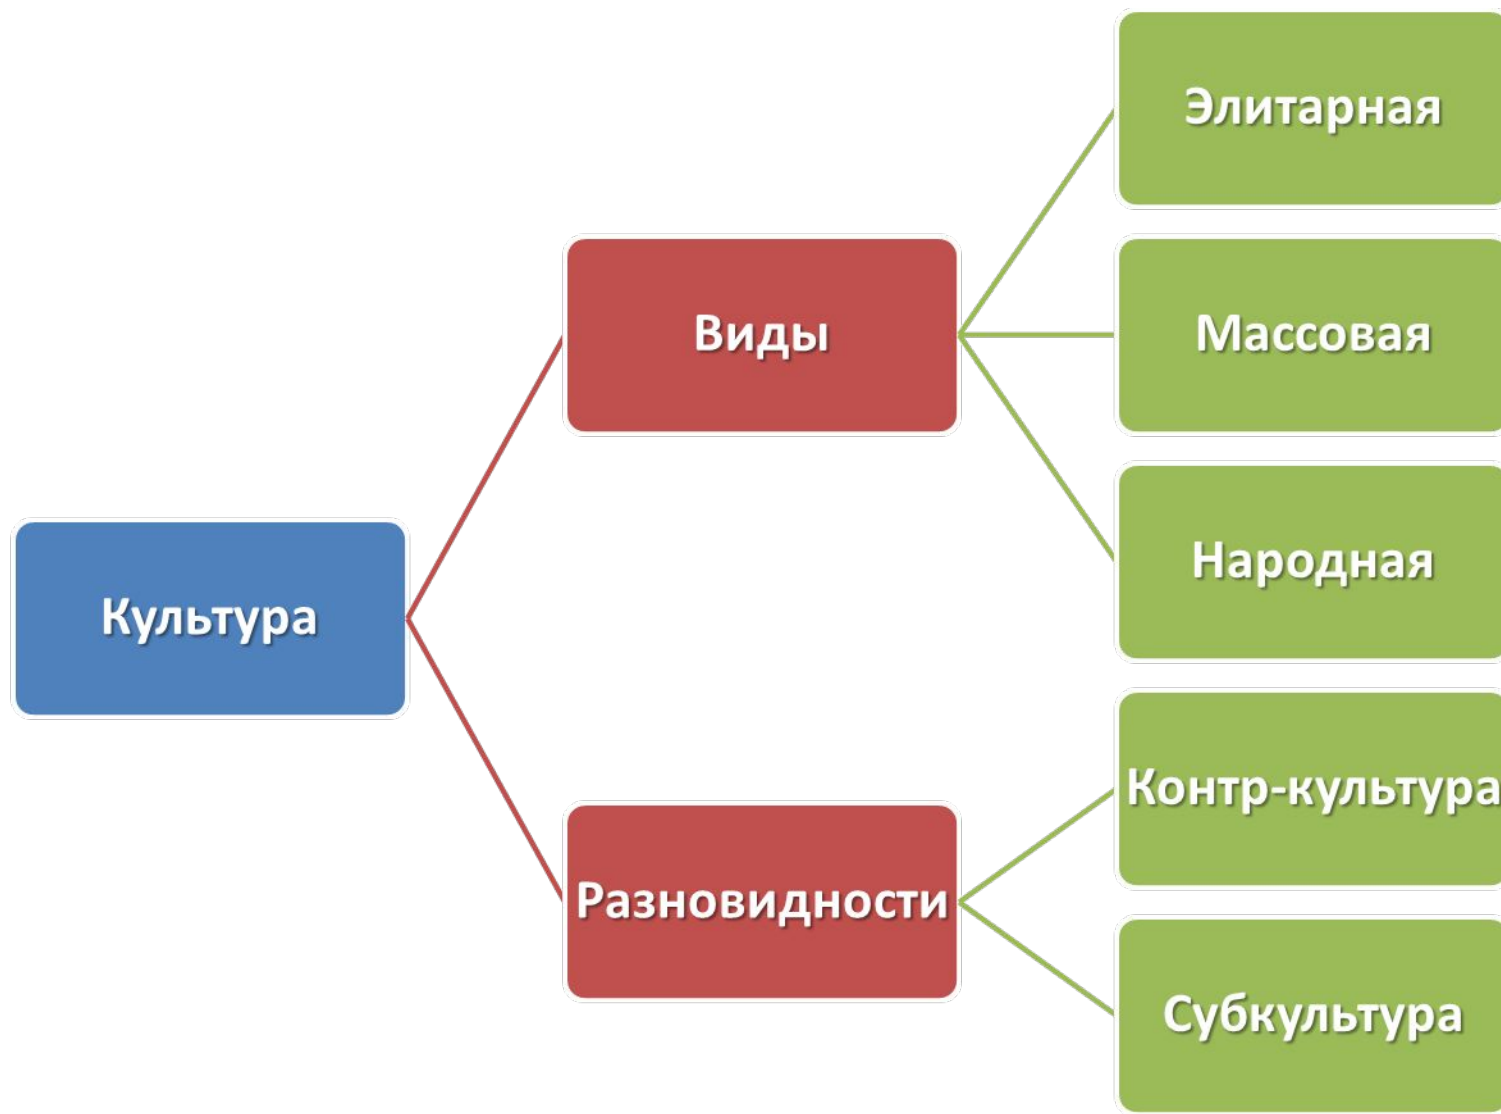 Культура
Виды
Элитарная
Массовая
Народная
Разновидности
Контр-культура
Субкультура